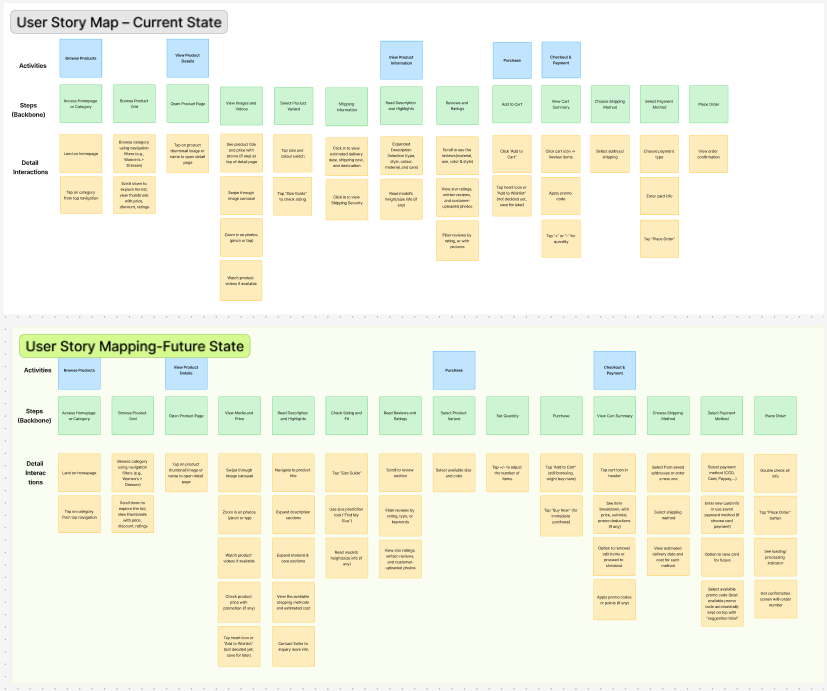 User Story Map – Current State
Activities
Browse Products
View Product
Details
View Product
Information
Purchase
Checkout &
Payment
Steps
(Backbone)
Access Homepage
or Category
Browse Product
Grid
Open Product Page
View Images and
Videos
Select Product
Variant
Shipping
Information
Read Description
and Highlights
Reviews and
Ratings
Add to Cart
View Cart
Summary
Choose Shipping
Method
Select Payment
Method
Place Order
Detail
Interactions
Land on homepage
Tap on category
from top navigation
Browse category
using navigation
filters (e.g.,
Women's >
Dresses)
Scroll down to
explore the list;
view thumbnails
with price,
discount, ratings
Tap on product
thumbnail image or
name to open detail
page
See product title
and price with
promo (if any) at
top of detail page
Swipe through
image carousel
Zoom in on photos
(pinch or tap)
Watch product
videos if available
Tap size and
colour swatch
Tap "Size Guide"
to check sizing
Click in to view
estimated delivery
date, shipping cost,
and destination
Click in to view
Shipping Security
Expanded
Description
Selection (type,
style, colour,
material, and care)
Read model's
height/size info (if
any)
Scroll to see the
reviews(material,
size, color & style)
View star ratings,
written reviews,
and customer-
uploaded photos
Filter reviews by
rating, or with
pictures
Click "Add to
Cart"
Tap heart icon or
"Add to Wishlist"
(not decided yet,
save for later)
Click cart icon →
Review items
Apply promo
code
Tap "+" or "–" for
quantity
Select address/
shipping
Choose payment
type
Enter card info
Tap "Place Order"
View order
confirmation
User Story Mapping-Future State
Activities
Browse Products
View Product
Details
Purchase
Checkout &
Payment
Steps
(Backbone)
Access Homepage
or Category
Browse Product
Grid
Open Product Page
View Media and
Price
Read Description
and Highlights
Check Sizing and
Fit
Read Reviews and
Ratings
Select Product
Variant
Set Quantity
Purchase
View Cart Summary
Choose Shipping
Method
Select Payment
Method
Place Order
Detail
Interac
tions
Land on homepage
Tap on category
from top navigation
Browse category
using navigation
filters (e.g.,
Women's >
Dresses)
Scroll down to
explore the list;
view thumbnails
with price,
discount, ratings
Tap on product
thumbnail image or
name to open detail
page
Swipe through
image carousel
Zoom in on photos
(pinch or tap)
Watch product
videos if available
Check product
price with
promotion (if any)
Tap heart icon or
"Add to Wishlist"
(not decided yet,
save for later)
Navigate to
product title
Expand description
sections
Expand material &
care sections
View the available
shipping methods
and estimated cost
Contact Seller to
inquiry more info
Tap "Size Guide"
Use size prediction
tool ("Find My
Size")
Read model's
height/size info (if
any)
Scroll to review
section
Filter reviews by
rating, type, or
keywords
View star ratings,
written reviews,
and customer-
uploaded photos
Select available size
and color
Tap +/- to adjust
the number of
items
Tap "Add to Cart"
(still browsing,
might buy more)
Tap "Buy Now" (for
immediate
purchase)
Tap cart icon in
header
See item
breakdown, with
price, subtotal,
promo deductions
(if any)
Option to remove/
add items or
proceed to
checkout
Apply promo codes
or points (if any)
Select from saved
addresses or enter
a new one
Select shipping
method
View estimated
delivery date and
cost for each
method
Select payment
method (COD,
Card, Paypay,...)
Enter new card info
or use saved
payment method (if
choose card
payment)
Option to save card
for future
Select available
promo code (best
available promo
code automatically
kept on top with
"suggestion label"
Double check all
info
Tap "Place Order"
button
See loading/
processing
indicator
Get confirmation
screen with order
number